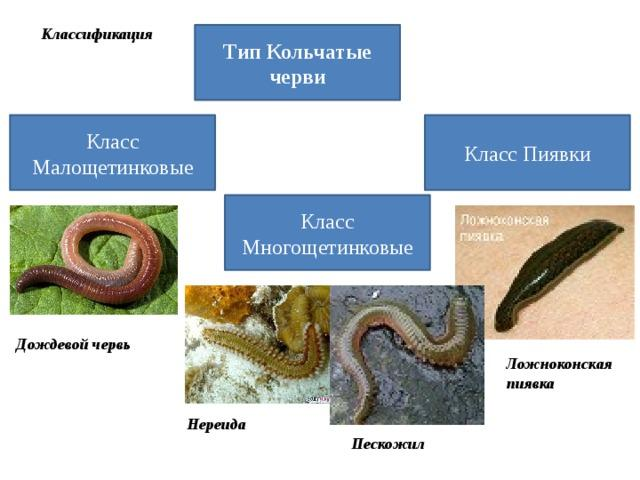 Классификация
Тип Кольчатые
черви
Класс
Малощетинковые
Класс Пиявки
Класс
Многощетинковые
Ложноконская
пиявка
Дождевой червь
Ложноконская
пиявка
Нереида
Пескожил